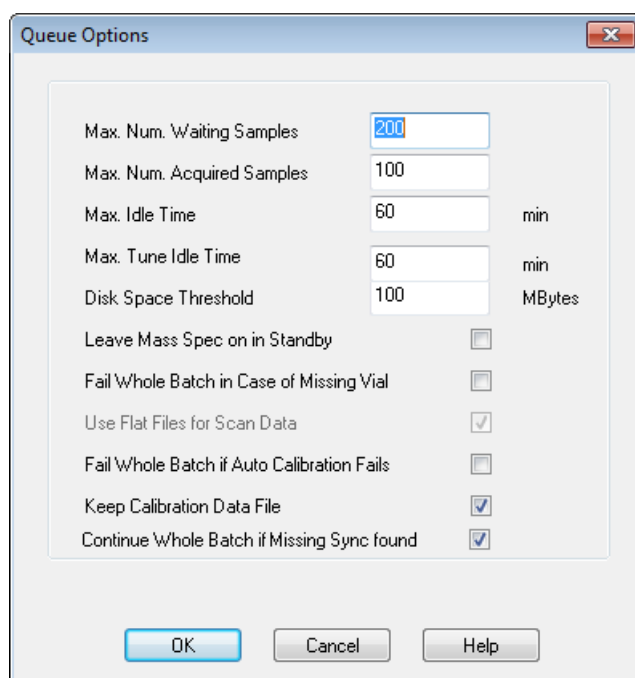 Queue Options
Max. Num. Waiting Samples 200
Max. Num. Acquired Samples 100
Max. Idle Time 60 min
Max. Tune Idle Time 60 min
Disk Space Threshold 100 MBytes
Leave Mass Spec on in Standby
Fail Whole Batch in Case of Missing Vial
Use Flat Files for Scan Data
Fail Whole Batch if Auto Calibration Fails
Keep Calibration Data File
Continue Whole Batch if Missing Sync found
OK Cancel Help